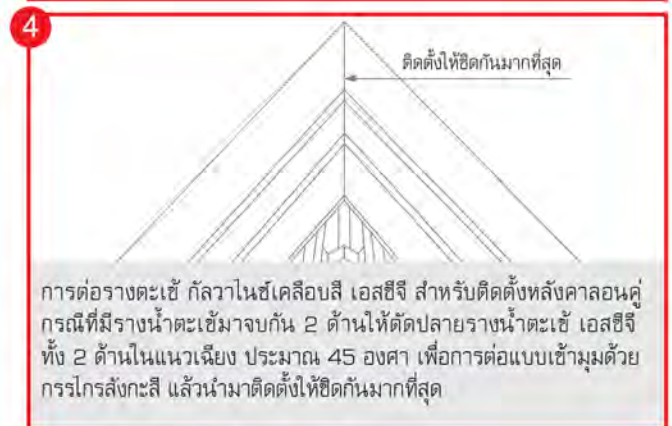 4
ติดตั้งให้ชิดกันมากที่สุด
การต่อรางตะเข้ กัลวาไนซ์เคลือบสี เอสซีจี สำหรับติดตั้งหลังคาลอนคู่
กรณีที่มีรางน้ำตะเข้มาจบกัน 2 ด้านให้ตัดปลายรางน้ำตะเข้ เอสซีจี
ทั้ง 2 ด้านในแนวเฉียง ประมาณ 45 องศา เพื่อการต่อแบบเข้ามุมด้วย
กรรไกรสังกะสี แล้วนำมาติดตั้งให้ชิดกันมากที่สุด